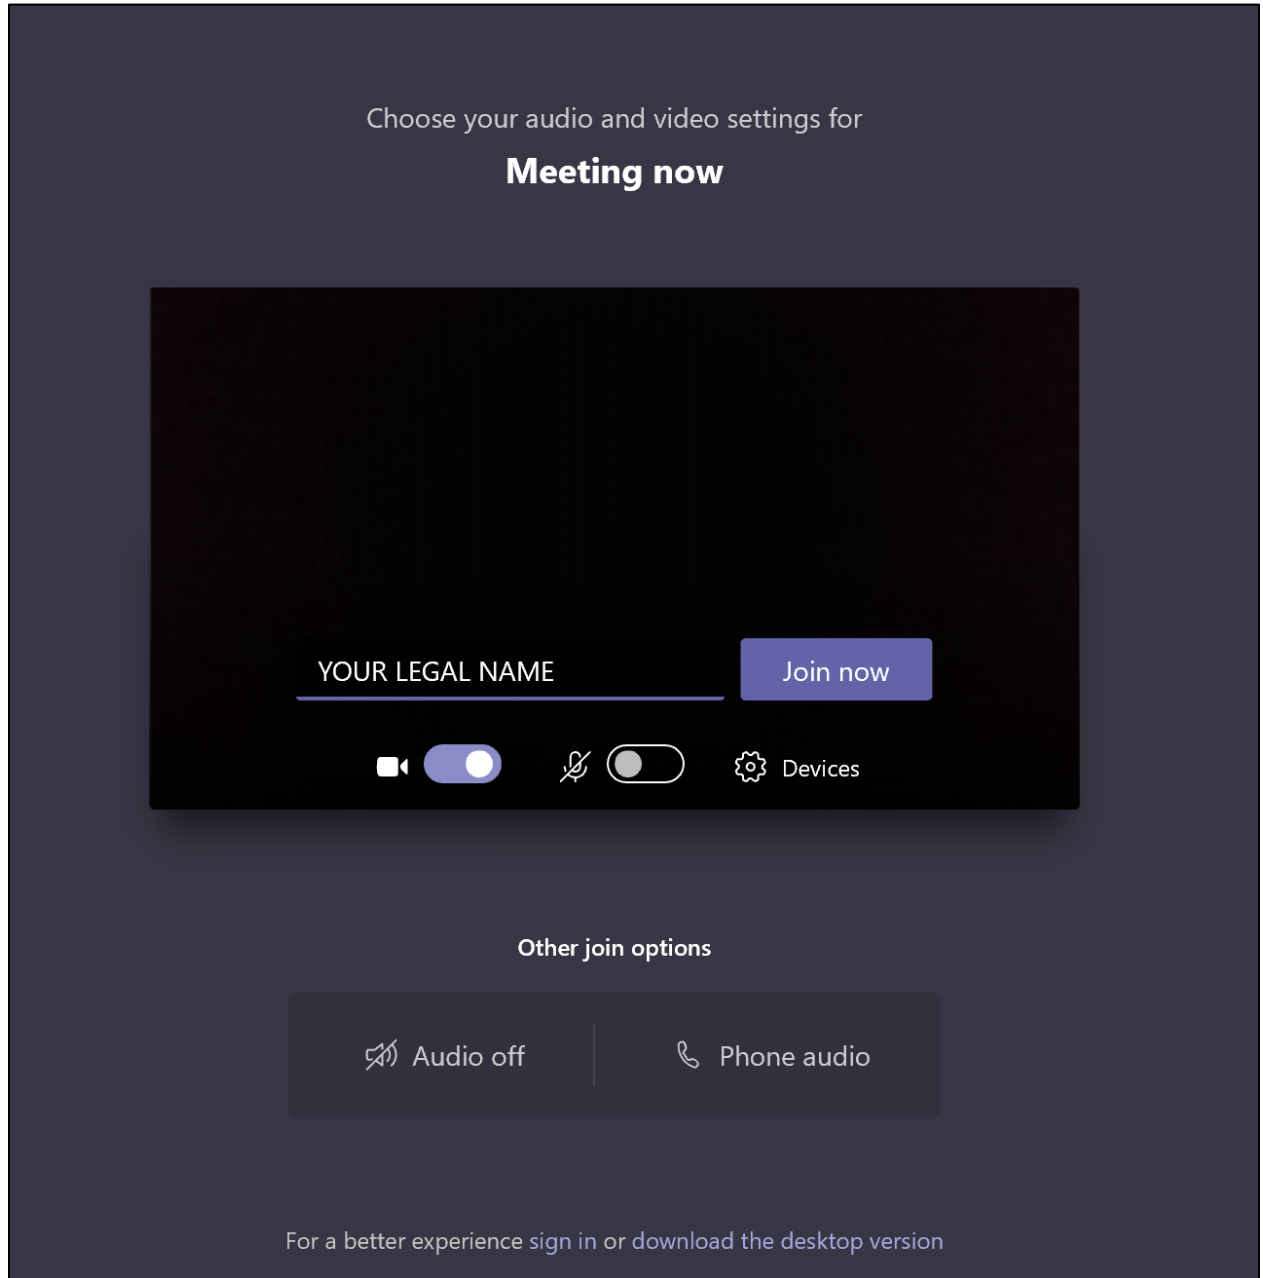 Choose your audio and video settings for
Meeting now
YOUR LEGAL NAME
Join now
Devices
Other join options
Audio off
Phone audio
For a better experience sign in or download the desktop version